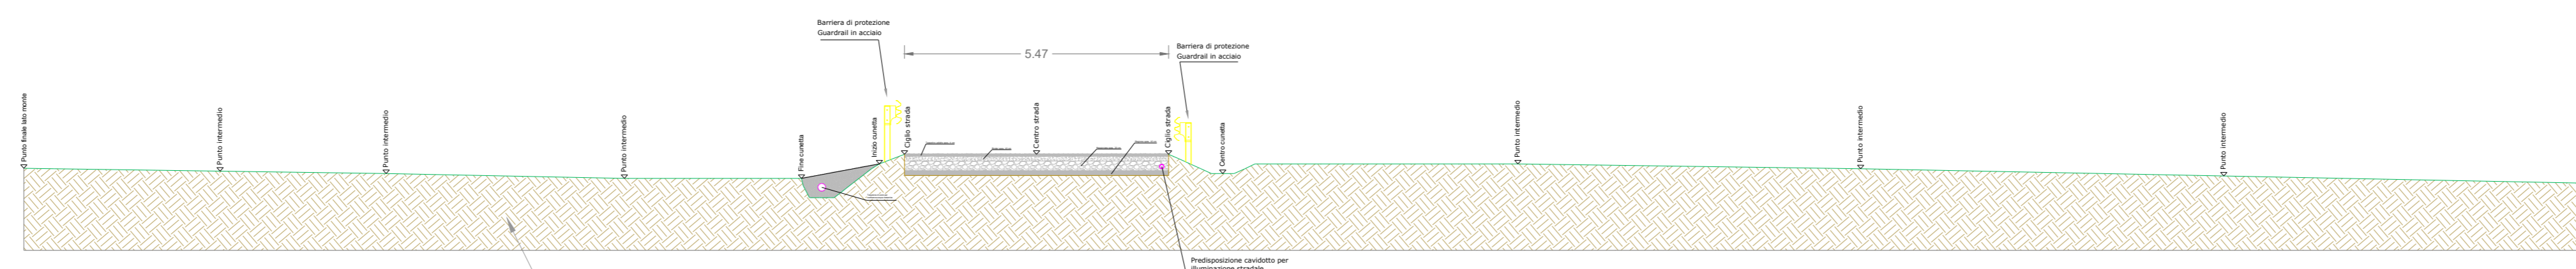 Barriera di protezione
Guardrail in acciaio
5.47
Barriera di protezione
Guardrail in acciaio
Punto finale lato monte
Punto intermedio
Punto intermedio
Punto intermedio
Fine cunetta
Inizio cunetta
Ciglio strada
Centro strada
Ciglio strada
Centro cunetta
Punto intermedio
Punto intermedio
Punto intermedio
Predisposizione cavidotto per
illuminazione stradale